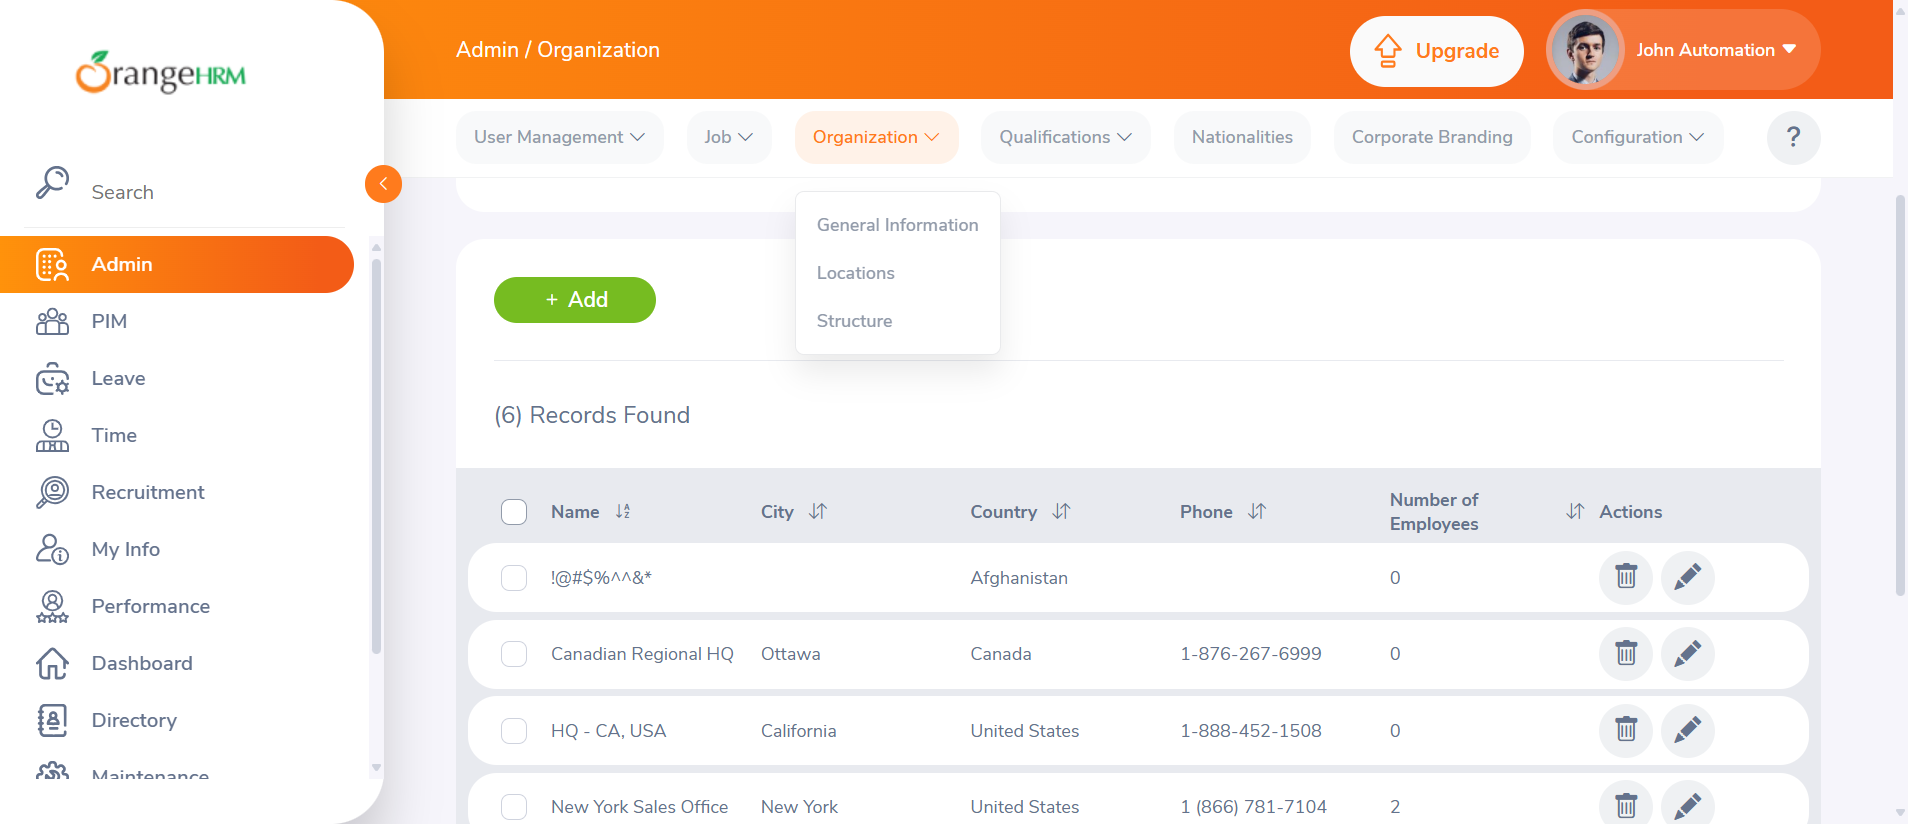 OrangeHRM
Admin / Organization
Upgrade
John Automation
User Management
Job
Organization
Qualifications
Nationalities
Corporate Branding
Configuration
?
Search
General Information
Locations
Structure
Admin
PIM
Leave
Time
Recruitment
My Info
Performance
Dashboard
Directory
Maintenance
+ Add
(6) Records Found
Name City Country Phone Number of Employees Actions
!@#$%^^&* Afghanistan 0
Canadian Regional HQ Ottawa Canada 1-876-267-6999 0
HQ - CA, USA California United States 1-888-452-1508 0
New York Sales Office New York United States 1 (866) 781-7104 2